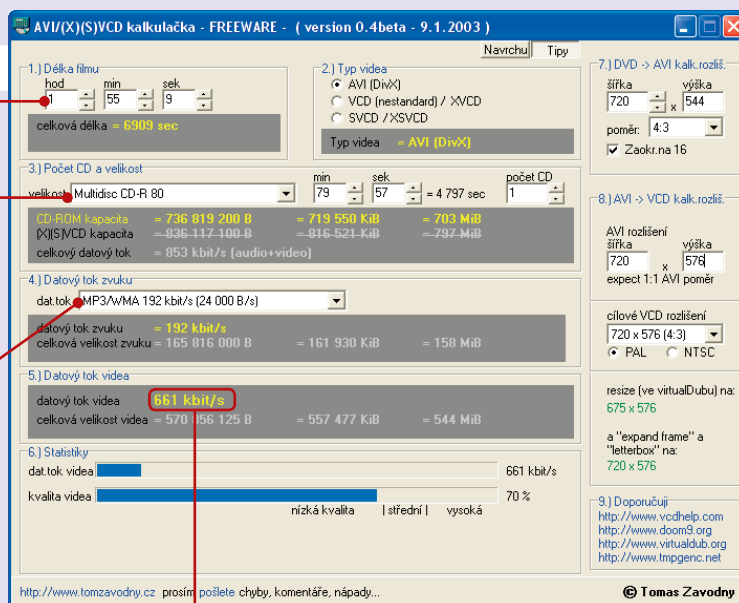 AVI/(X)(S)VCD kalkulačka - FREEWARE - ( version 0.4beta - 9.1.2003 )
Navrchu Tipy
1.) Délka filmu
hod min sek
1 55 9
celková délka = 6909 sec
2.) Typ videa
AVI (DivX)
VCD (nestandard) / XVCD
SVCD / XSVCD
Typ videa = AVI (DivX)
3.) Počet CD a velikost
min sek počet CD
velikost Multidisc CD-R 80 79 57 = 4 797 sec 1
CD-ROM kapacita = 736 819 200 B = 719 550 KiB = 703 MiB
(X)(S)VCD kapacita = 836 117 100 B = 816 521 KiB = 797 MiB
celkový datový tok = 853 kbit/s (audio+video)
4.) Datový tok zvuku
dat.tok MP3/WMA 192 kbit/s (24 000 B/s)
datový tok zvuku = 192 kbit/s
celková velikost zvuku = 165 816 000 B = 161 930 KiB = 158 MiB
5.) Datový tok videa
datový tok videa 661 kbit/s
celková velikost videa = 570 856 125 B = 557 477 KiB = 544 MiB
6.) Statistiky
dat.tok videa 661 kbit/s
kvalita videa 70 %
nízká kvalita | střední | vysoká
7.) DVD -> AVI kalk.rozliš.
šířka výška
720 x 544
poměr: 4:3
Zaokr.na 16
8.) AVI -> VCD kalk.rozliš.
AVI rozlišení
šířka výška
720 x 576
expect 1:1 AVI poměr
cílové VCD rozlišení
720 x 576 (4:3)
PAL NTSC
resize (ve virtualDubu) na:
675 x 576
a "expand frame" a
"letterbox" na:
720 x 576
9.) Doporučuji
http://www.vcdhelp.com
http://www.doom9.org
http://www.virtualdub.org
http://www.tmpgenc.net
http://www.tomzavodny.cz prosím pošlete chyby, komentáře, nápady...
© Tomas Zavodny